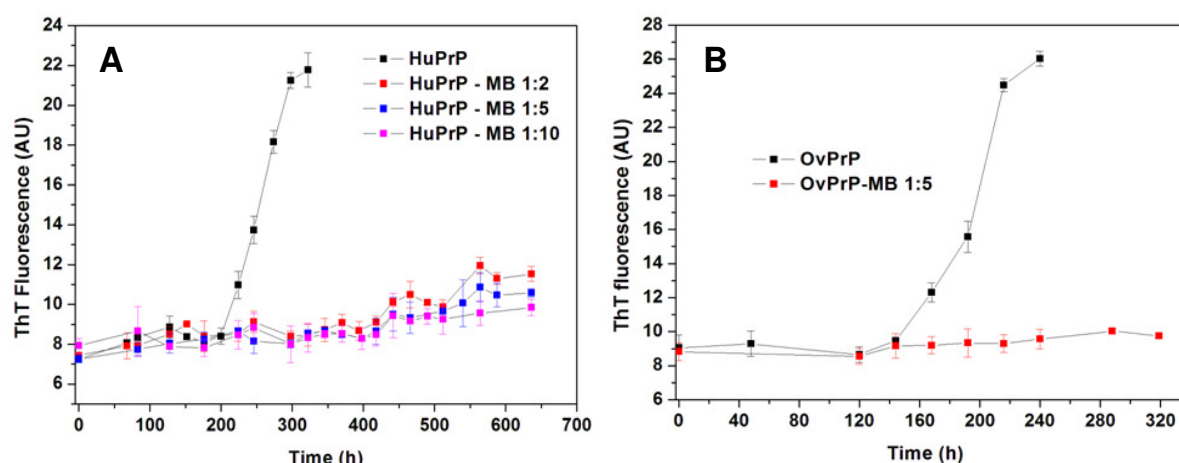 A
HuPrP
HuPrP - MB 1:2
HuPrP - MB 1:5
HuPrP - MB 1:10
ThT Fluorescence (AU)
24
22
20
18
16
14
12
10
8
6
0 100 200 300 400 500 600 700
Time (h)
B
OvPrP
OvPrP-MB 1:5
ThT fluorescence (AU)
28
26
24
22
20
18
16
14
12
10
8
6
0 40 80 120 160 200 240 280 320
Time (h)